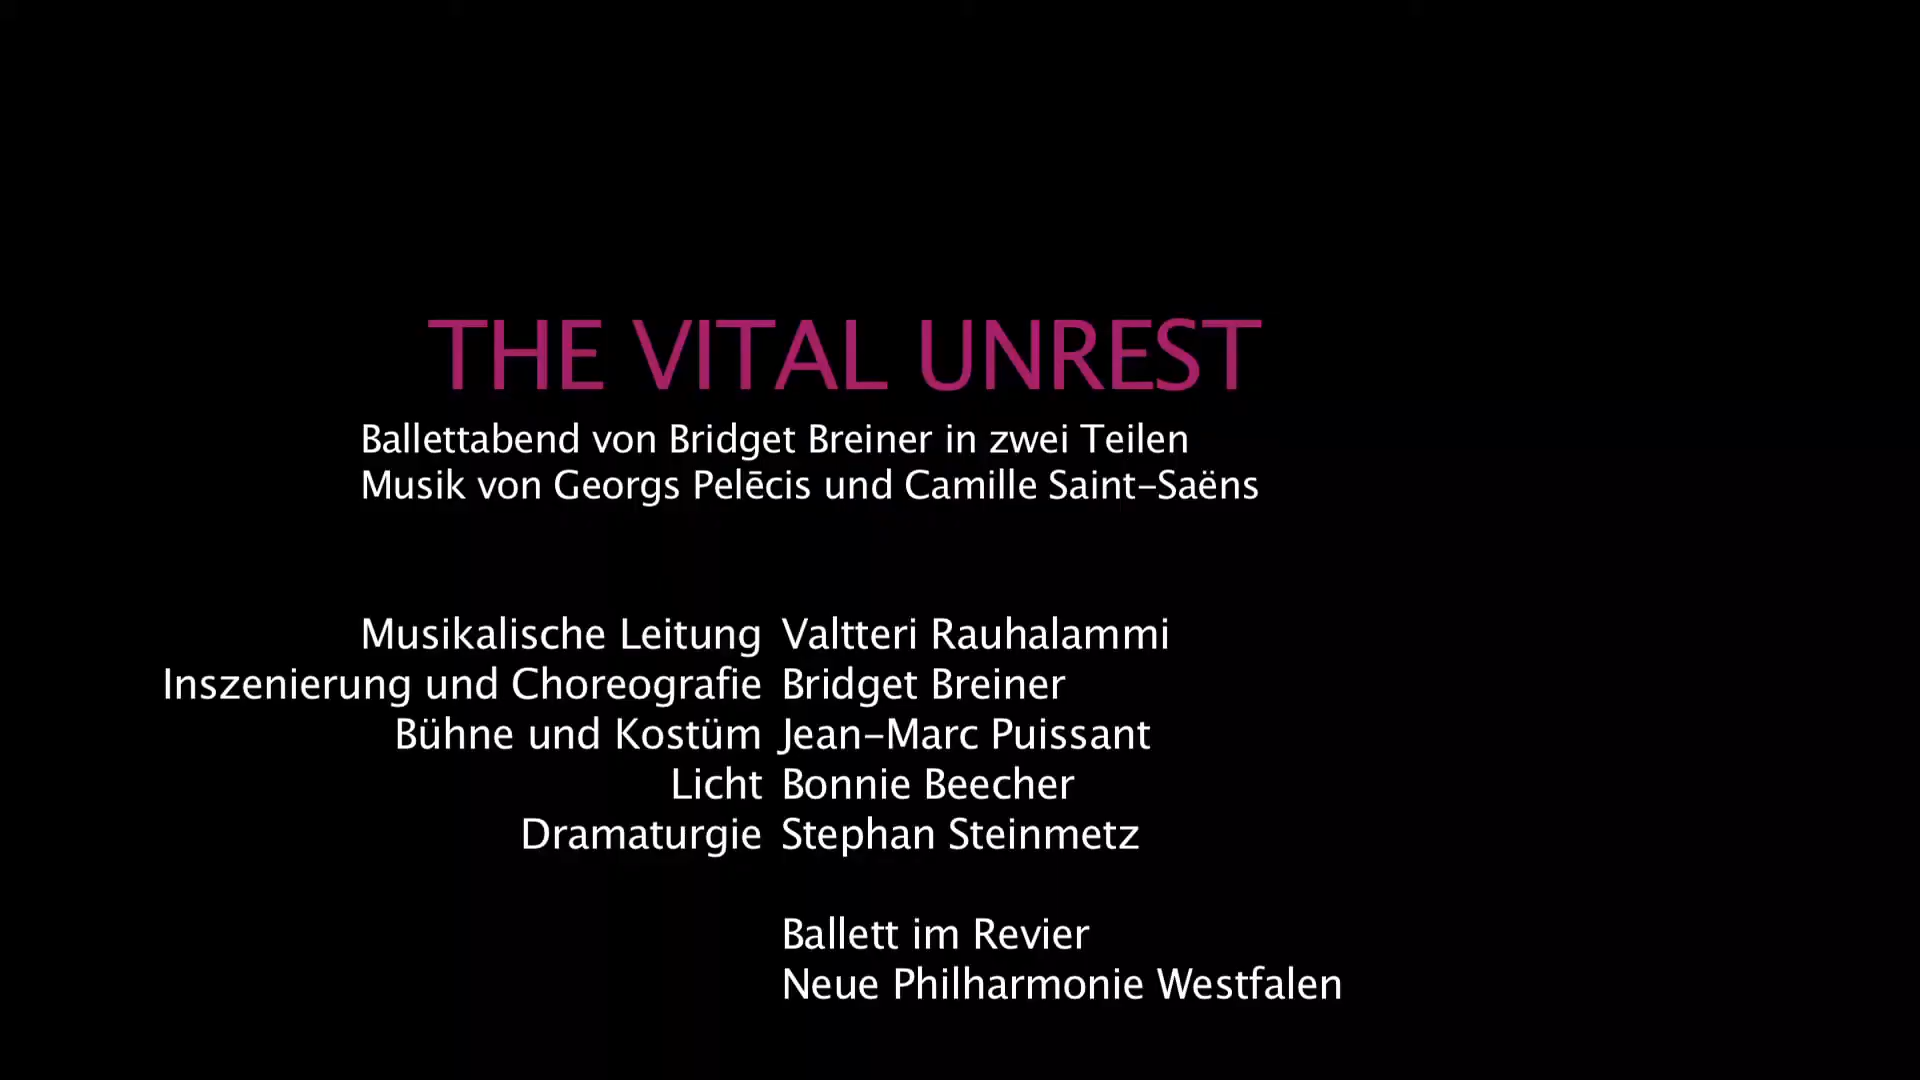 THE VITAL UNREST
Ballettabend von Bridget Breiner in zwei Teilen
Musik von Georgs Pelēcis und Camille Saint-Saëns
Musikalische Leitung Valtteri Rauhalammi
Inszenierung und Choreografie Bridget Breiner
Bühne und Kostüm Jean-Marc Puissant
Licht Bonnie Beecher
Dramaturgie Stephan Steinmetz
Ballett im Revier
Neue Philharmonie Westfalen